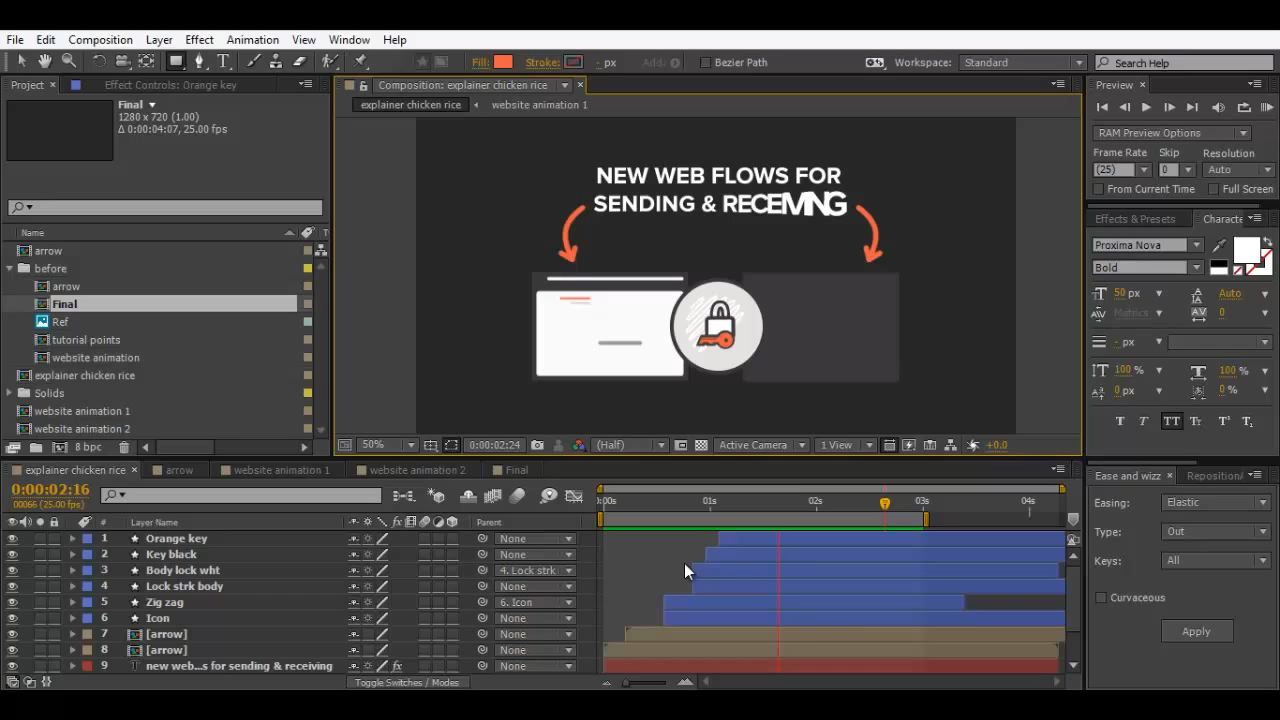 File Edit Composition Layer Effect Animation View Window Help
Fill: Stroke: - px Add: Bezier Path Workspace: Standard Search Help
Project × Effect Controls: Orange key
Composition: explainer chicken rice ×
Preview ×
explainer chicken rice website animation 1
Final
1280 x 720 (1.00)
Δ 0:00:04:07, 25.00 fps
RAM Preview Options
Frame Rate Skip Resolution
(25) 0 Auto
From Current Time Full Screen
Name T
arrow
before
arrow
Final
Ref
tutorial points
website animation
explainer chicken rice
Solids
website animation 1
website animation 2
8 bpc
NEW WEB FLOWS FOR
SENDING & RECEIVING
50% 0:00:02:24 (Half) Active Camera 1 View +0.0
Effects & Presets Characte
Proxima Nova
Bold
50 px Auto
Metrics 0
- px
100 % 100 %
0 px 0 %
T T TT Tт T¹ T,
explainer chicken rice × arrow website animation 1 website animation 2 Final
0:00:02:16
00066 (25.00 fps)
0:00s 01s 02s 03s 04s
# Layer Name fx Parent
1 Orange key None
2 Key black None
3 Body lock wht 4. Lock strk
4 Lock strk body None
5 Zig zag 6. Icon
6 Icon None
7 [arrow] None
8 [arrow] None
9 T new web...s for sending & receiving fx None
Toggle Switches / Modes
Ease and wizz × Repositioni
Easing: Elastic
Type: Out
Keys: All
Curvaceous
Apply